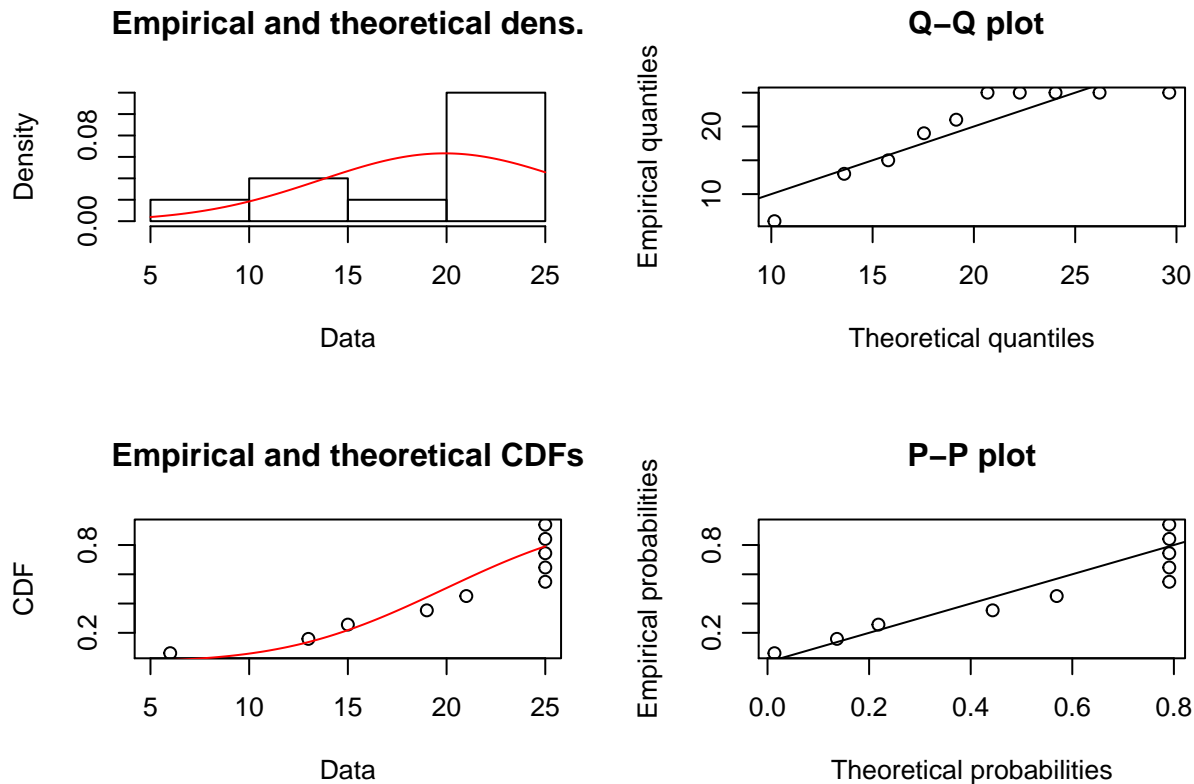 Empirical and theoretical dens.
Density
0.00 0.08
5 10 15 20 25
Data
Q−Q plot
Empirical quantiles
10 20
10 15 20 25 30
Theoretical quantiles
Empirical and theoretical CDFs
CDF
0.2 0.8
5 10 15 20 25
Data
P−P plot
Empirical probabilities
0.2 0.8
0.0 0.2 0.4 0.6 0.8
Theoretical probabilities